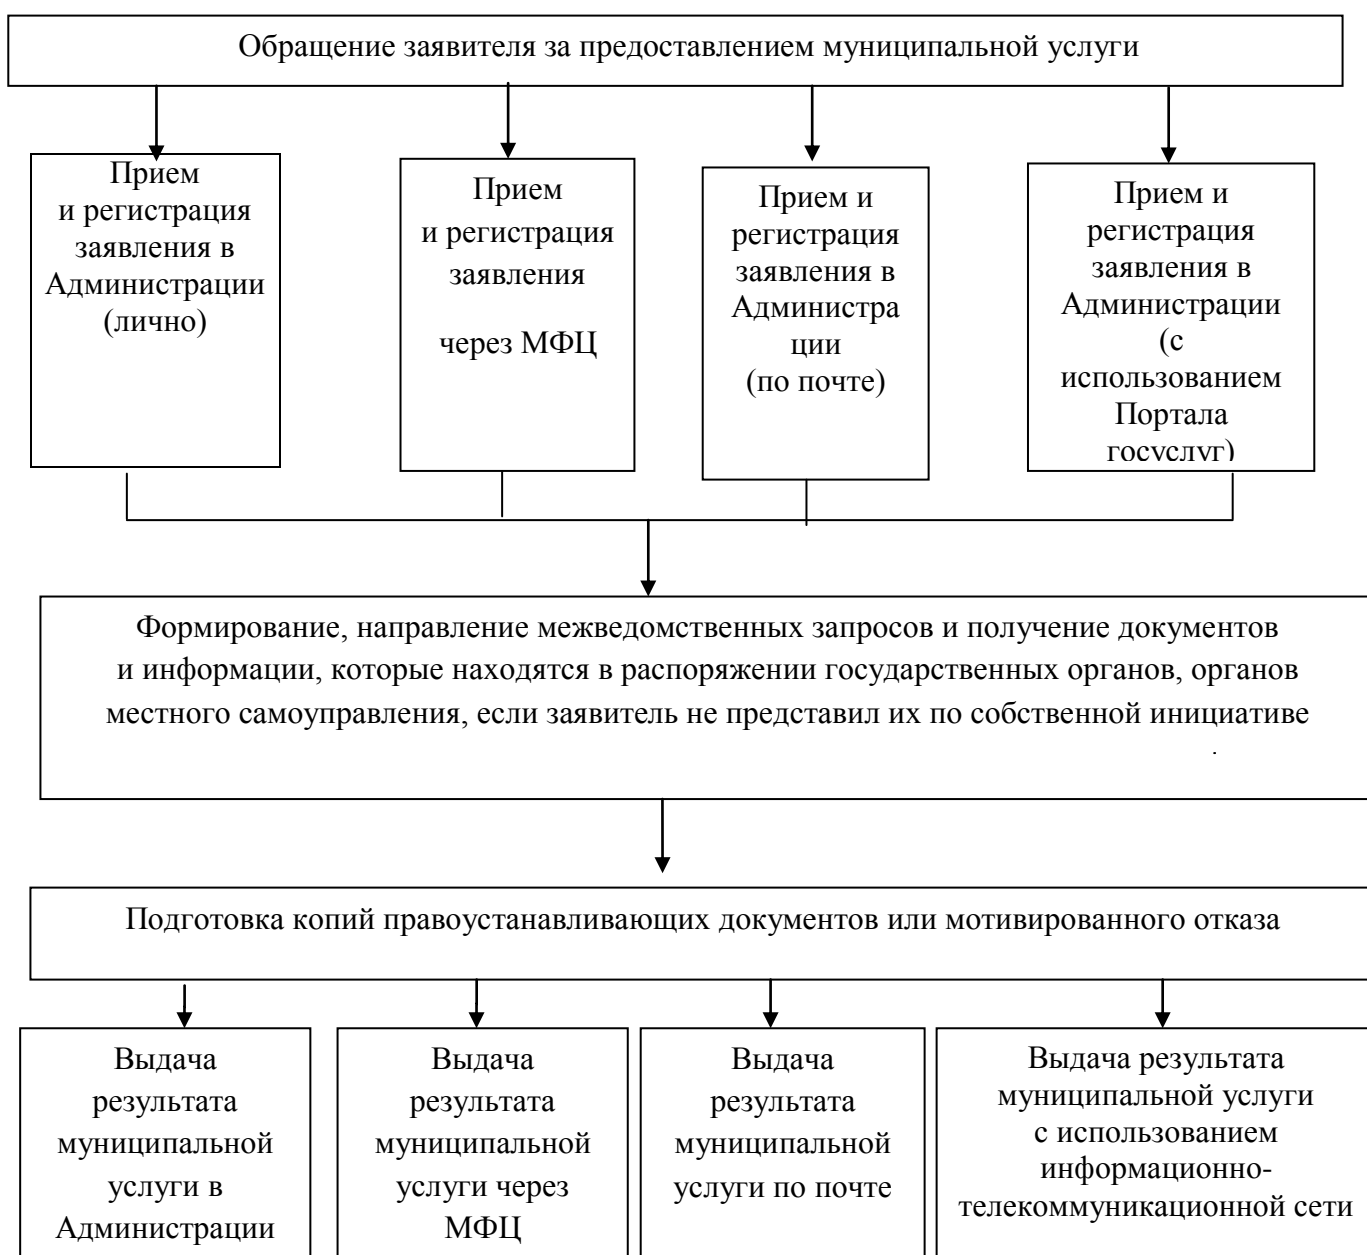 Обращение заявителя за предоставлением муниципальной услуги
Прием
и регистрация
заявления в
Администрации
(лично)
Прием
и регистрация
заявления
через МФЦ
Прием и
регистрация
заявления в
Администра
ции
(по почте)
Прием и
регистрация
заявления в
Администрации
(с
использованием
Портала
госуслуг)
Формирование, направление межведомственных запросов и получение документов
и информации, которые находятся в распоряжении государственных органов, органов
местного самоуправления, если заявитель не представил их по собственной инициативе
.
Подготовка копий правоустанавливающих документов или мотивированного отказа
Выдача
результата
муниципальной
услуги в
Администрации
Выдача
результата
муниципальной
услуги через
МФЦ
Выдача
результата
муниципальной
услуги по почте
Выдача результата
муниципальной услуги
с использованием
информационно-
телекоммуникационной сети